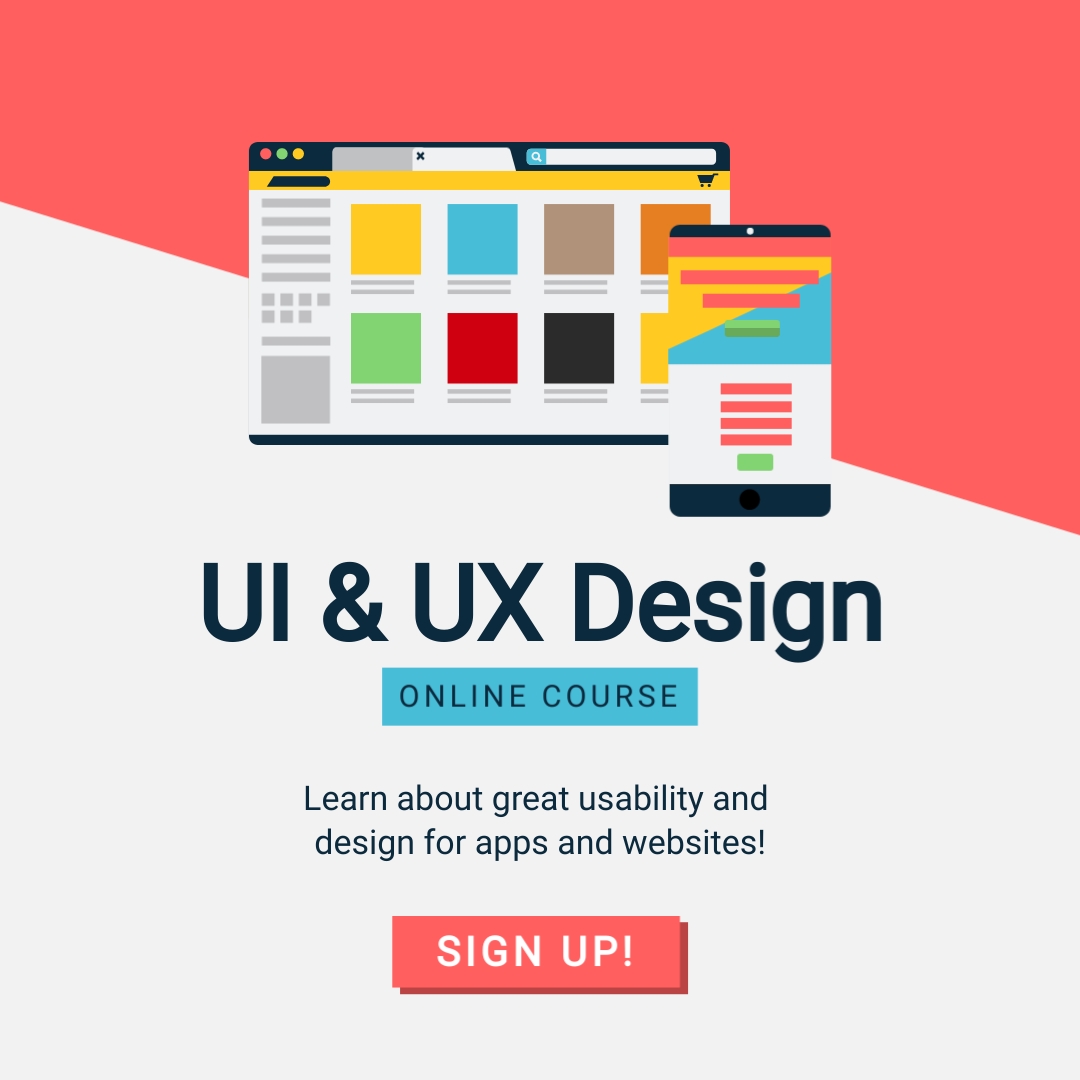 UI & UX Design
ONLINE COURSE
Learn about great usability and
design for apps and websites!
SIGN UP!